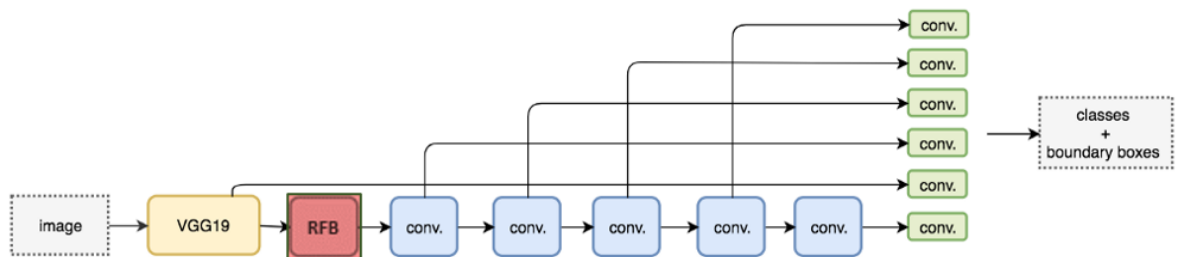 conv.
conv.
conv.
conv.
conv.
classes
+
boundary boxes
image
VGG19
RFB
conv.
conv.
conv.
conv.
conv.
conv.